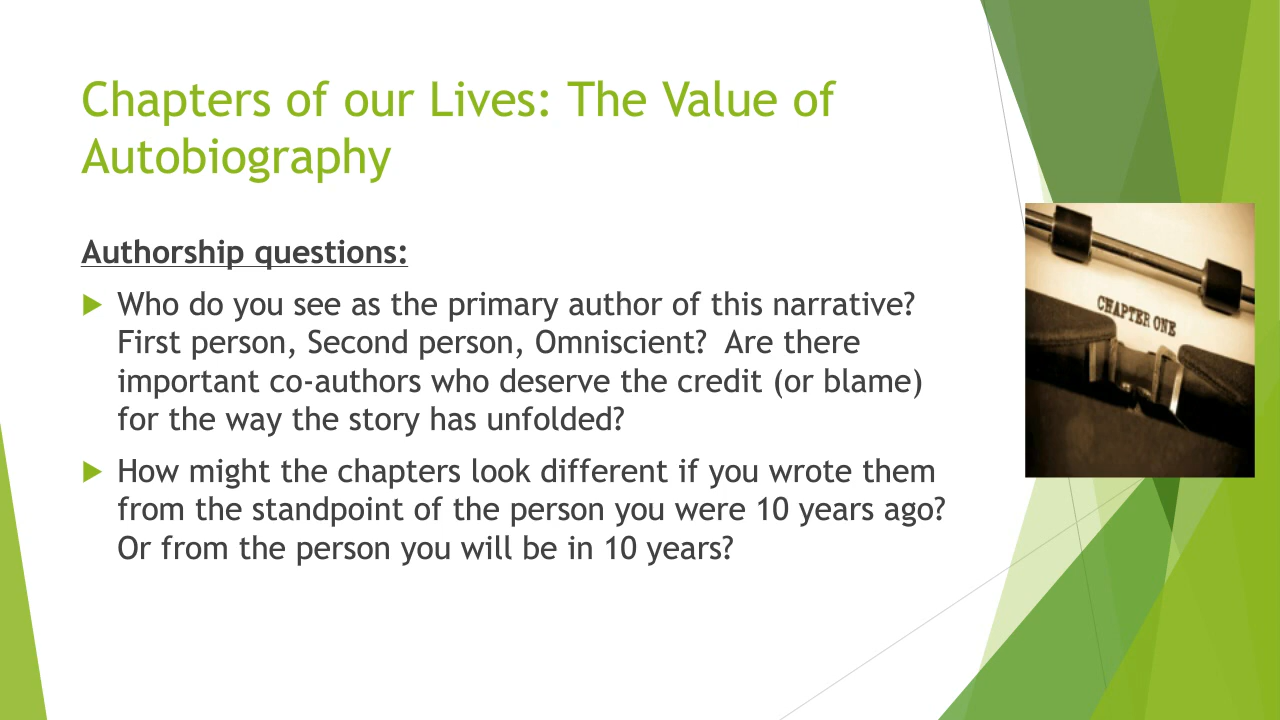 Chapters of our Lives: The Value of
Autobiography
Authorship questions:
Who do you see as the primary author of this narrative?
First person, Second person, Omniscient?  Are there
important co-authors who deserve the credit (or blame)
for the way the story has unfolded?
How might the chapters look different if you wrote them
from the standpoint of the person you were 10 years ago?
Or from the person you will be in 10 years?
CHAPTER ONE